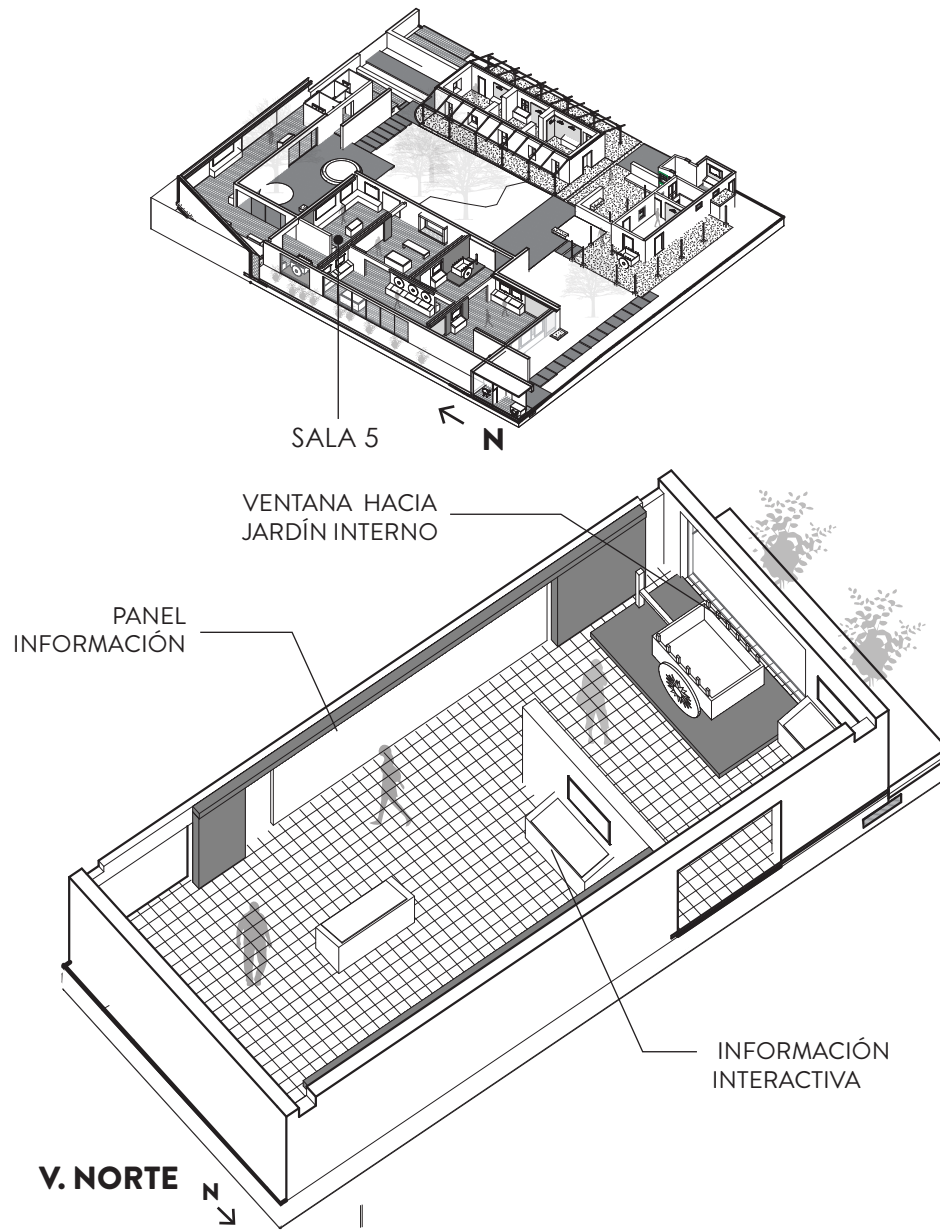 SALA 5
N
VENTANA HACIA
JARDÍN INTERNO
PANEL
INFORMACIÓN
INFORMACIÓN
INTERACTIVA
V. NORTE
N